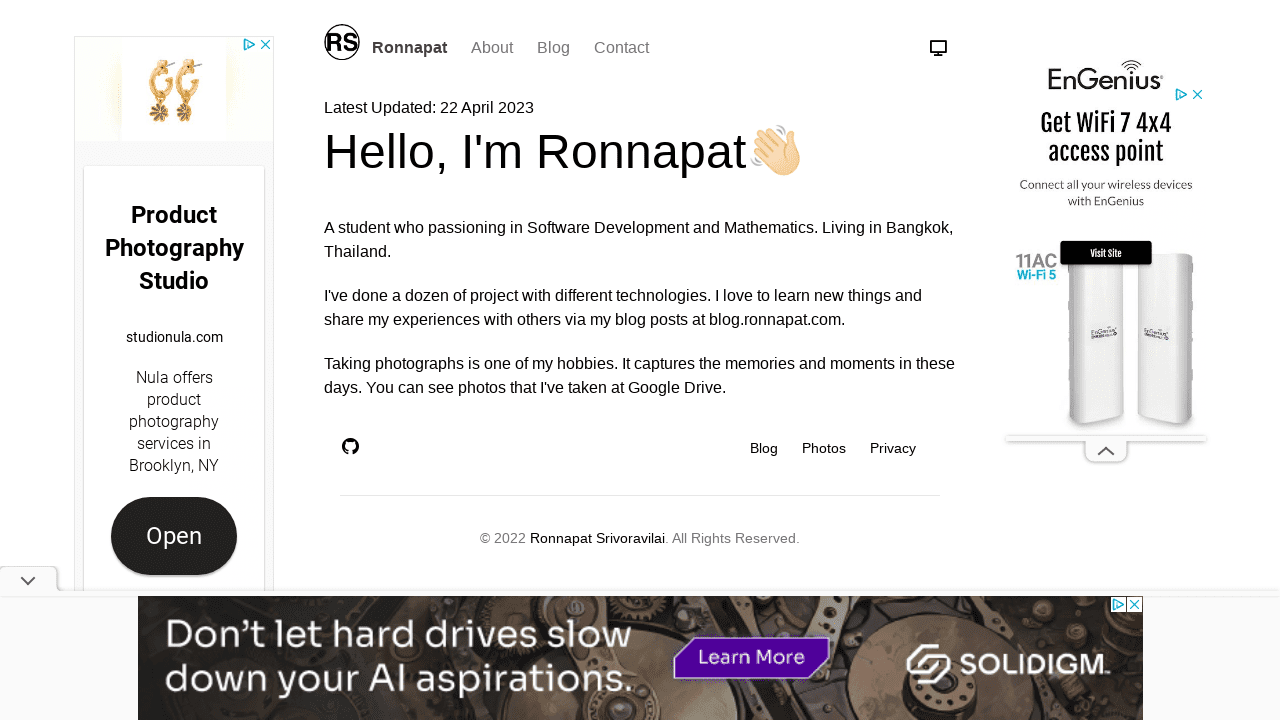 RS Ronnapat About Blog Contact
Latest Updated: 22 April 2023
Hello, I'm Ronnapat👋🏻
A student who passioning in Software Development and Mathematics. Living in Bangkok,
Thailand.
I've done a dozen of project with different technologies. I love to learn new things and
share my experiences with others via my blog posts at blog.ronnapat.com.
Taking photographs is one of my hobbies. It captures the memories and moments in these
days. You can see photos that I've taken at Google Drive.
Blog Photos Privacy
© 2022 Ronnapat Srivoravilai. All Rights Reserved.
Product
Photography
Studio
studionula.com
Nula offers
product
photography
services in
Brooklyn, NY
Open
EnGenius
Get WiFi 7 4x4
access point
Connect all your wireless devices
with EnGenius
Visit Site
11AC
Wi-Fi 5
EnGenius
EnGenius
Don't let hard drives slow
down your AI aspirations.
Learn More
SOLIDIGM